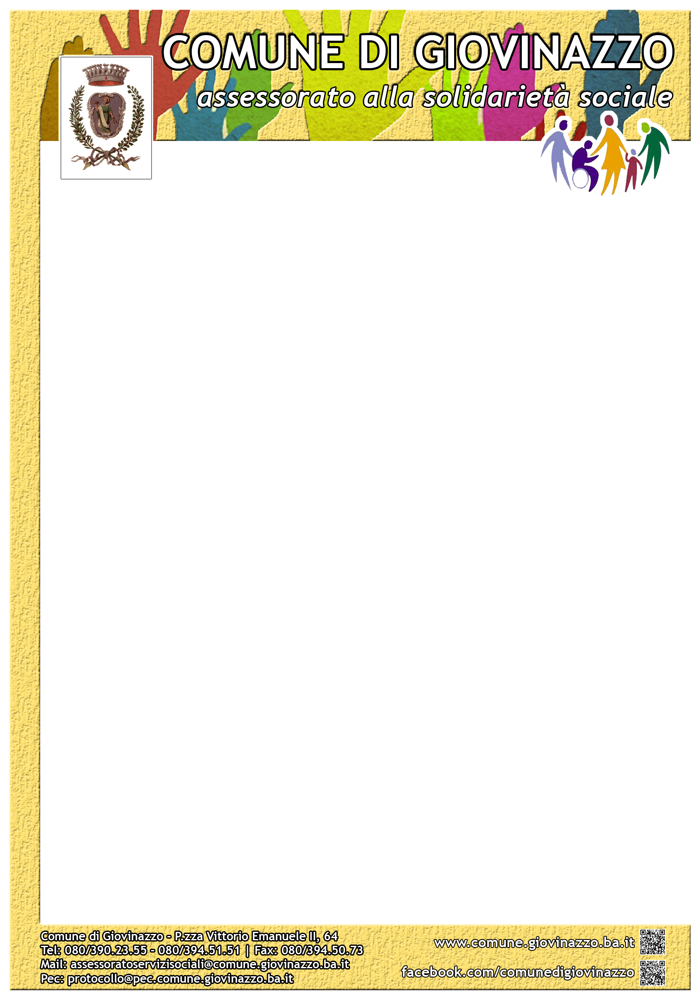 COMUNE DI GIOVINAZZO
assessorato alla solidarietà sociale
Comune di Giovinazzo - P.zza Vittorio Emanuele II, 64
Tel: 080/390.23.55 - 080/394.51.51 | Fax: 080/394.50.73
Mail: assessoratoservizisociali@comune.giovinazzo.ba.it
Pec: protocollo@pec.comune.giovinazzo.ba.it
www.comune.giovinazzo.ba.it
facebook.com/comunedigiovinazzo